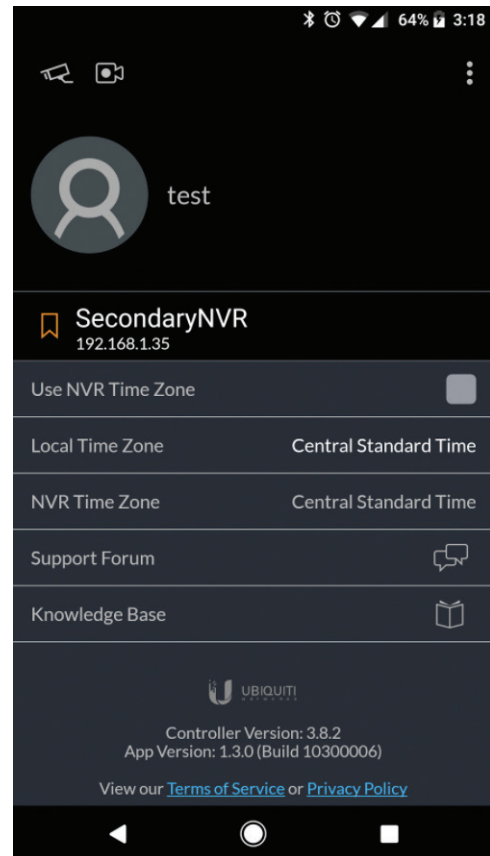 64% 3:18
test
SecondaryNVR
192.168.1.35
Use NVR Time Zone
Local Time Zone Central Standard Time
NVR Time Zone Central Standard Time
Support Forum
Knowledge Base
UBIQUITI
NETWORKS
Controller Version: 3.8.2
App Version: 1.3.0 (Build 10300006)
View our Terms of Service or Privacy Policy